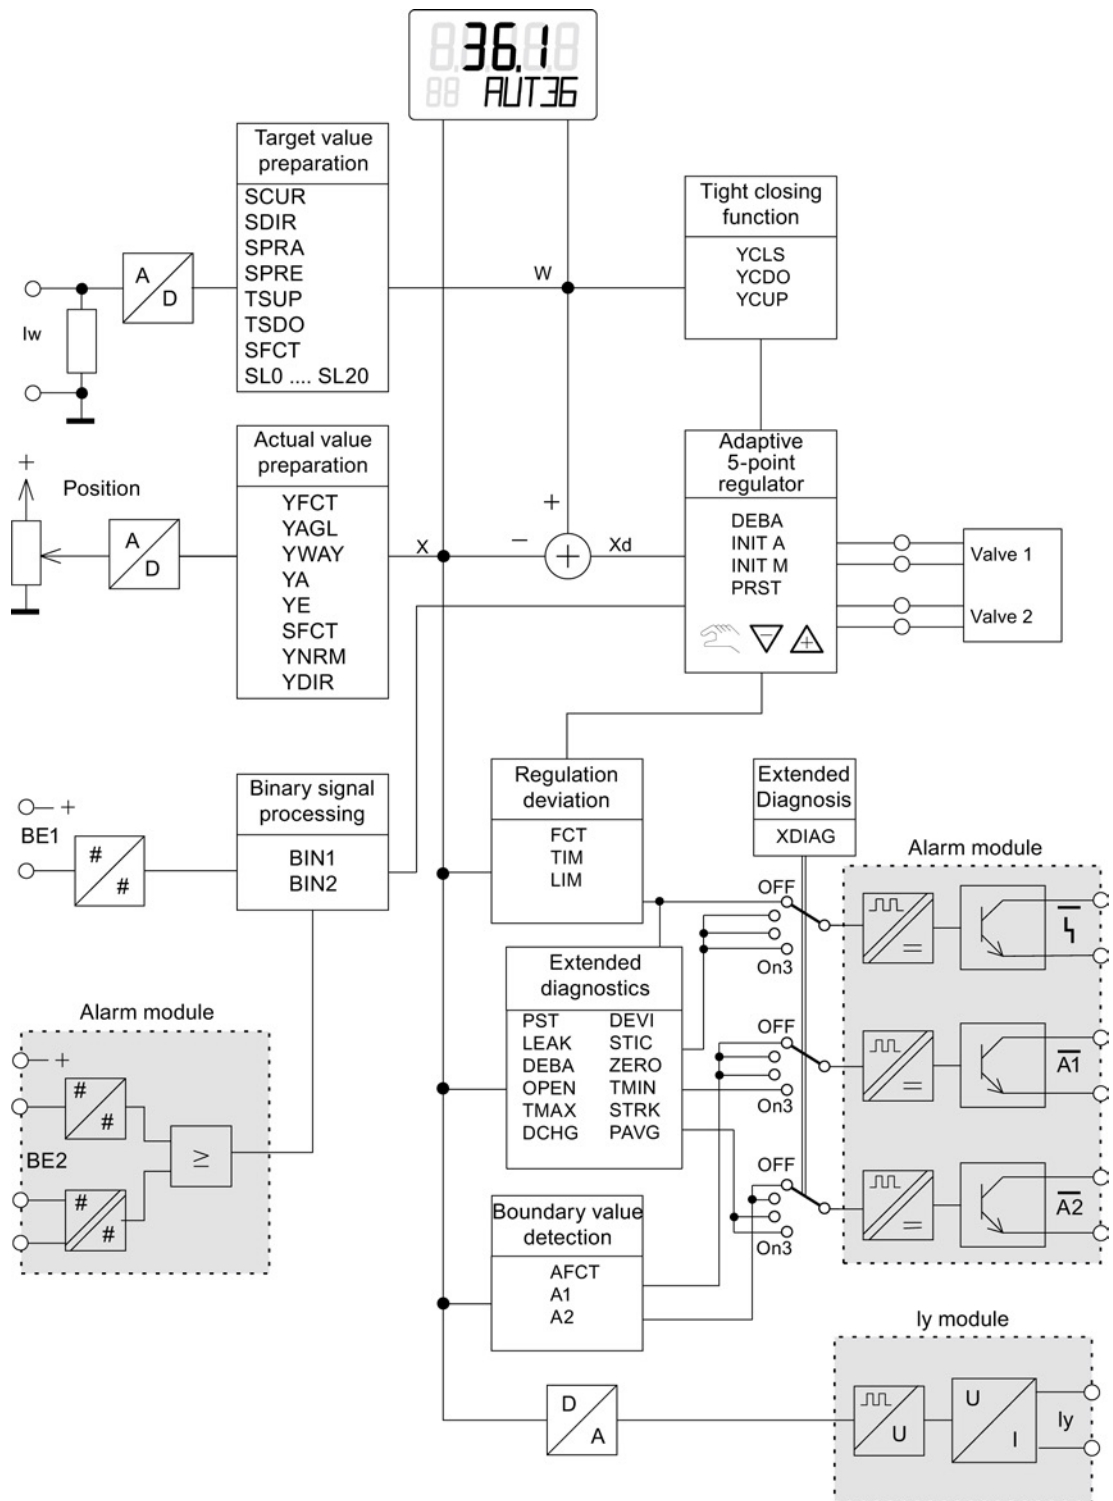 36.1
AUT36
Target value
preparation
SCUR
SDIR
SPRA
SPRE
TSUP
TSDO
SFCT
SL0 .... SL20
Tight closing
function
YCLS
YCDO
YCUP
A
D
Iw
W
Actual value
preparation
YFCT
YAGL
YWAY
YA
YE
SFCT
YNRM
YDIR
+
Position
A
D
X
+
−
+
Xd
Adaptive
5-point
regulator
DEBA
INIT A
INIT M
PRST
−
+
Valve 1
Valve 2
Binary signal
processing
BIN1
BIN2
+
BE1
#
#
Regulation
deviation
FCT
TIM
LIM
Extended
Diagnosis
XDIAG
Alarm module
OFF
On3
=
Extended
diagnostics
PST DEVI
LEAK STIC
DEBA ZERO
OPEN TMIN
TMAX STRK
DCHG PAVG
OFF
On3
=
A1
Alarm module
+
#
#
BE2
#
#
≥
OFF
On3
=
A2
Boundary value
detection
AFCT
A1
A2
Iy module
D
A
U
U
I
Iy